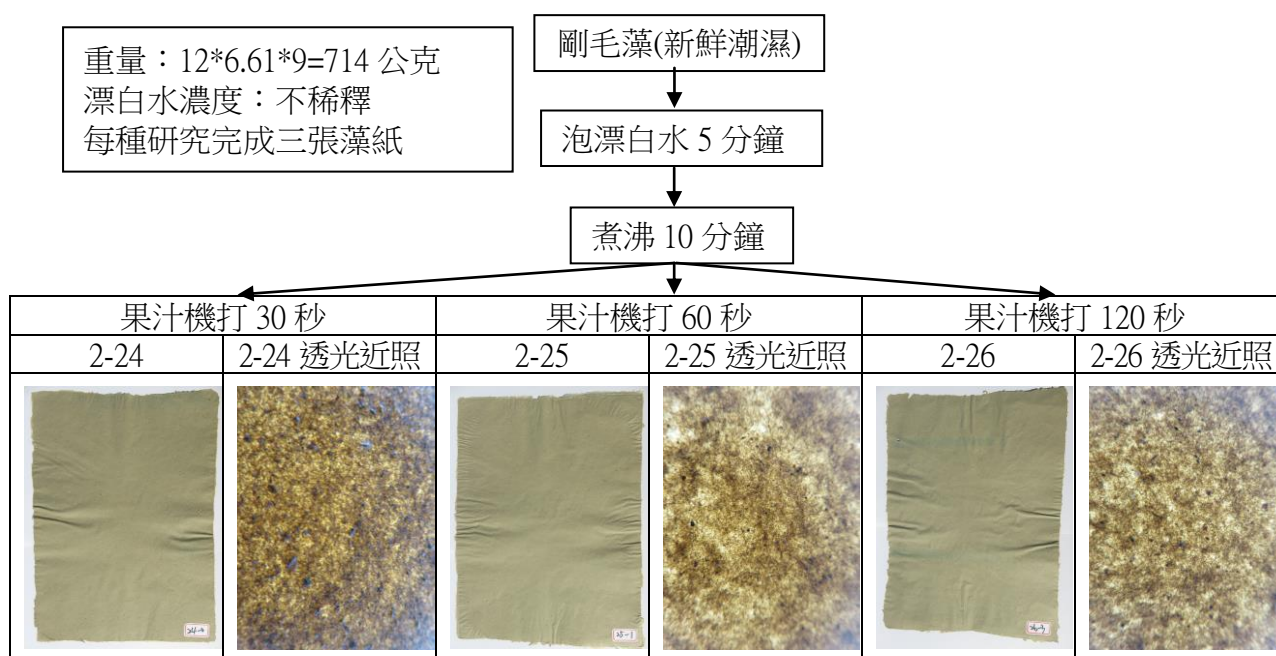 重量：12*6.61*9=714 公克
漂白水濃度：不稀釋
每種研究完成三張藻紙
剛毛藻(新鮮潮濕)
泡漂白水 5 分鐘
煮沸 10 分鐘
果汁機打 30 秒 果汁機打 60 秒 果汁機打 120 秒
2-24 2-24 透光近照 2-25 2-25 透光近照 2-26 2-26 透光近照